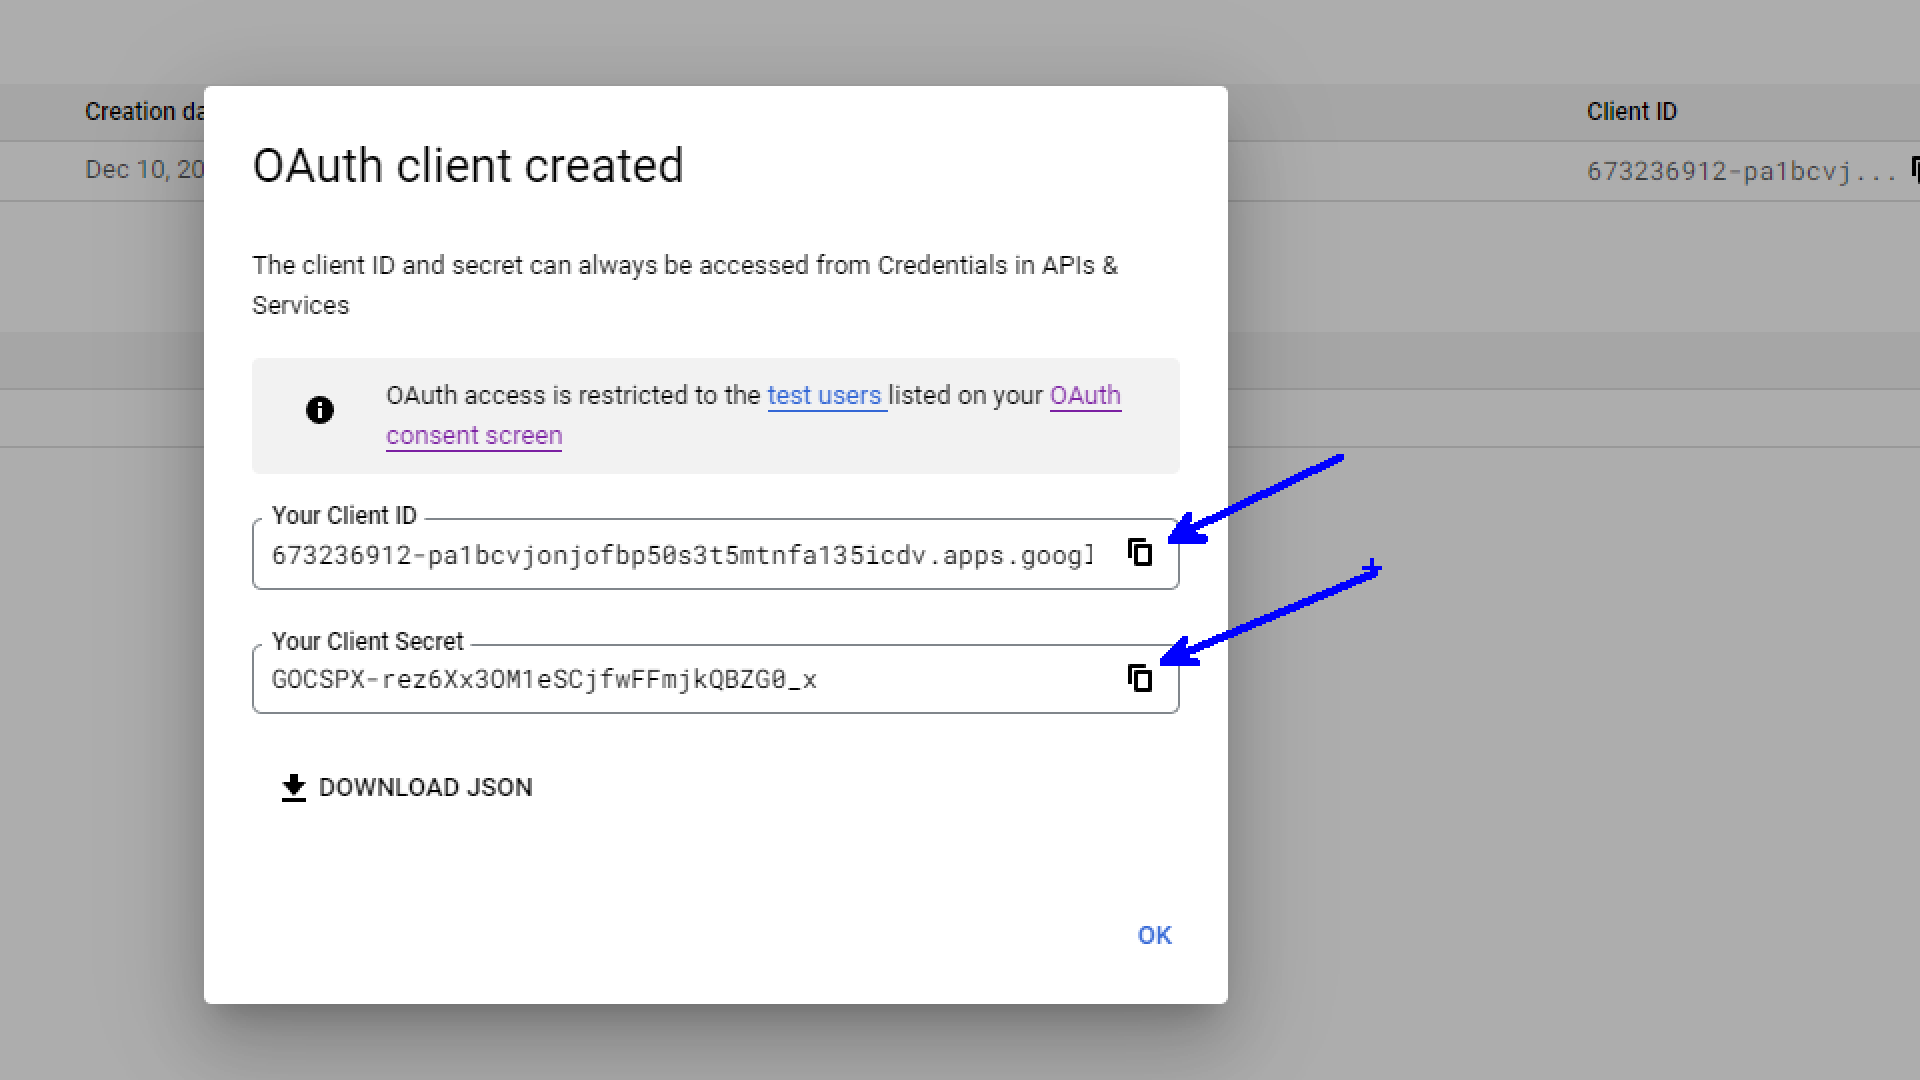 Creation da
Client ID
Dec 10, 20
673236912-pa1bcvj...
OAuth client created
The client ID and secret can always be accessed from Credentials in APIs &
Services
OAuth access is restricted to the test users listed on your OAuth
consent screen
Your Client ID
673236912-pa1bcvjonjofbp50s3t5mtnfa135icdv.apps.googl
Your Client Secret
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
DOWNLOAD JSON
OK